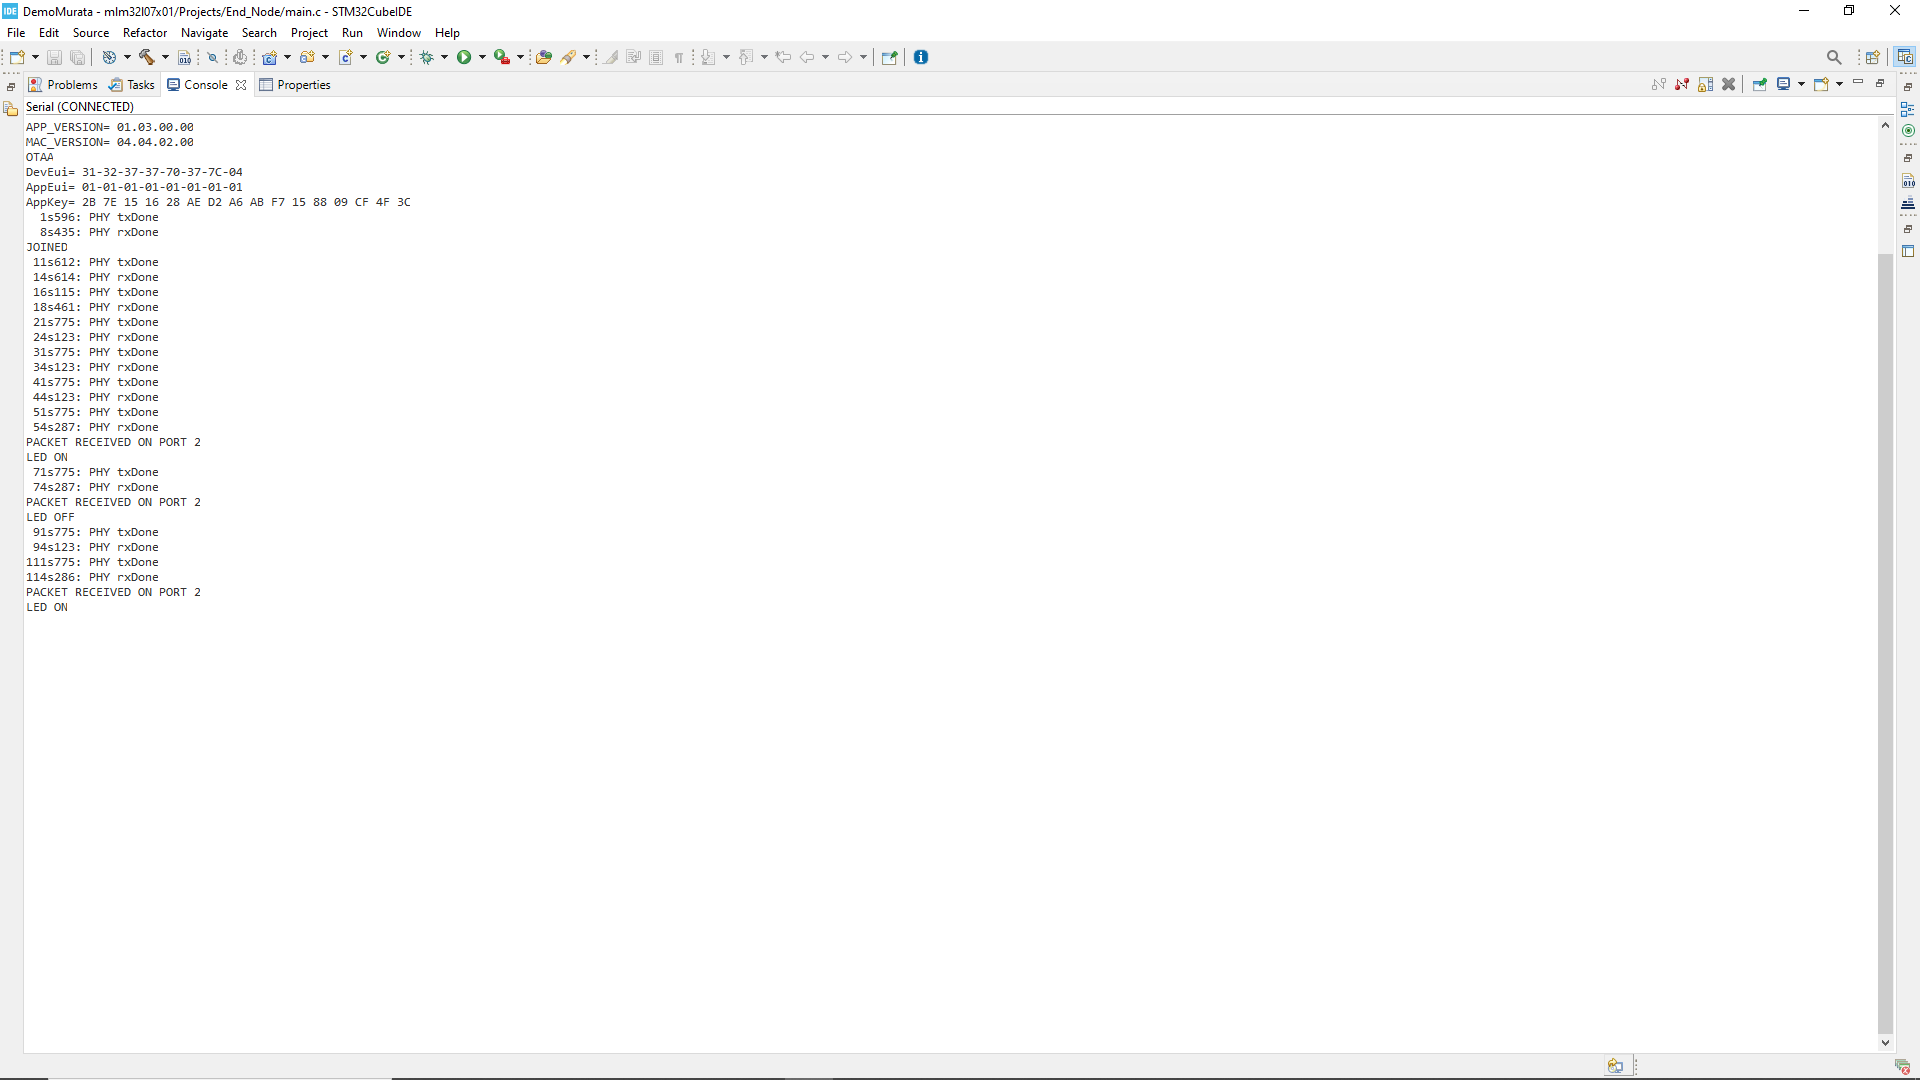 IDE DemoMurata - mlm32l07x01/Projects/End_Node/main.c - STM32CubeIDE
File Edit Source Refactor Navigate Search Project Run Window Help
Problems Tasks Console Properties
Serial (CONNECTED)
APP_VERSION= 01.03.00.00
MAC_VERSION= 04.04.02.00
OTAA
DevEui= 31-32-37-37-70-37-7C-04
AppEui= 01-01-01-01-01-01-01-01
AppKey= 2B 7E 15 16 28 AE D2 A6 AB F7 15 88 09 CF 4F 3C
1s596: PHY txDone
8s435: PHY rxDone
JOINED
11s612: PHY txDone
14s614: PHY rxDone
16s115: PHY txDone
18s461: PHY rxDone
21s775: PHY txDone
24s123: PHY rxDone
31s775: PHY txDone
34s123: PHY rxDone
41s775: PHY txDone
44s123: PHY rxDone
51s775: PHY txDone
54s287: PHY rxDone
PACKET RECEIVED ON PORT 2
LED ON
71s775: PHY txDone
74s287: PHY rxDone
PACKET RECEIVED ON PORT 2
LED OFF
91s775: PHY txDone
94s123: PHY rxDone
111s775: PHY txDone
114s286: PHY rxDone
PACKET RECEIVED ON PORT 2
LED ON